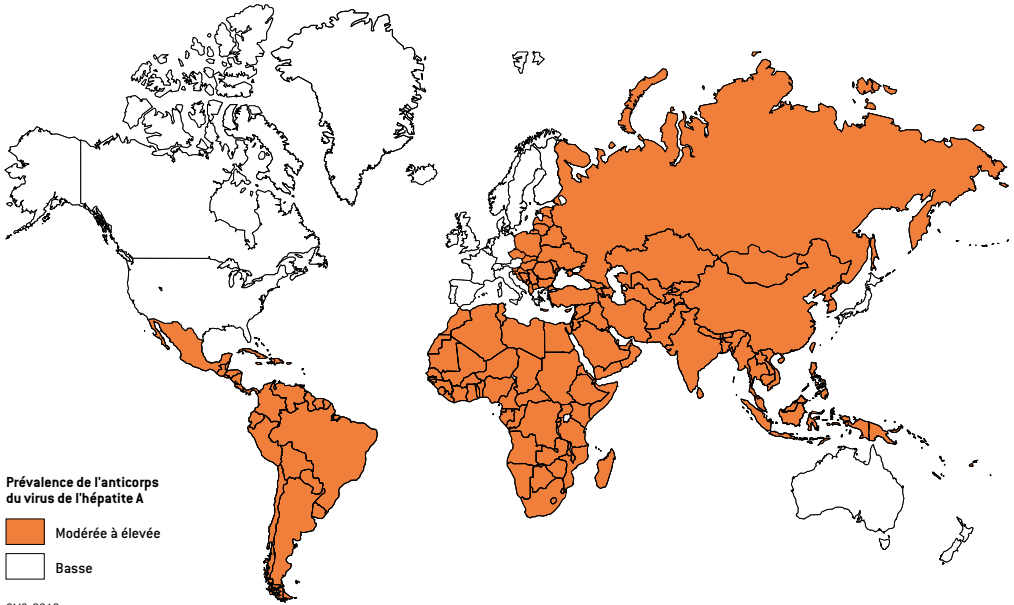 Prévalence de l'anticorps
du virus de l'hépatite A
Modérée à élevée
Basse